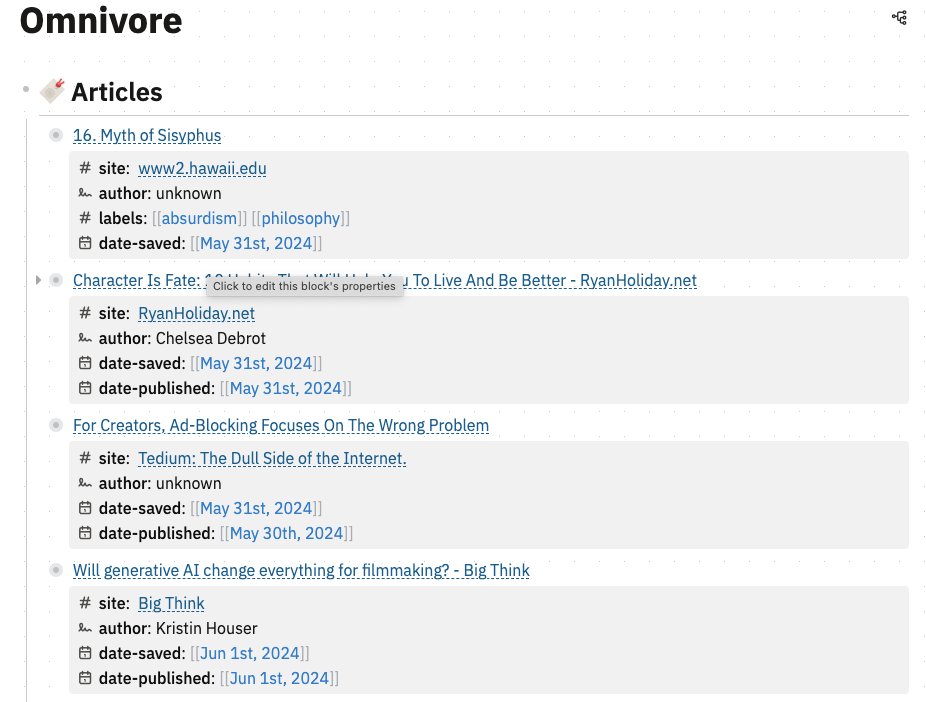 Omnivore
Articles
16. Myth of Sisyphus
site: www2.hawaii.edu
author: unknown
labels: [[absurdism]] [[philosophy]]
date-saved: [[May 31st, 2024]]
Character Is Fate: To Live And Be Better - RyanHoliday.net
Click to edit this block's properties
site: RyanHoliday.net
author: Chelsea Debrot
date-saved: [[May 31st, 2024]]
date-published: [[May 31st, 2024]]
For Creators, Ad-Blocking Focuses On The Wrong Problem
site: Tedium: The Dull Side of the Internet.
author: unknown
date-saved: [[May 31st, 2024]]
date-published: [[May 30th, 2024]]
Will generative AI change everything for filmmaking? - Big Think
site: Big Think
author: Kristin Houser
date-saved: [[Jun 1st, 2024]]
date-published: [[Jun 1st, 2024]]